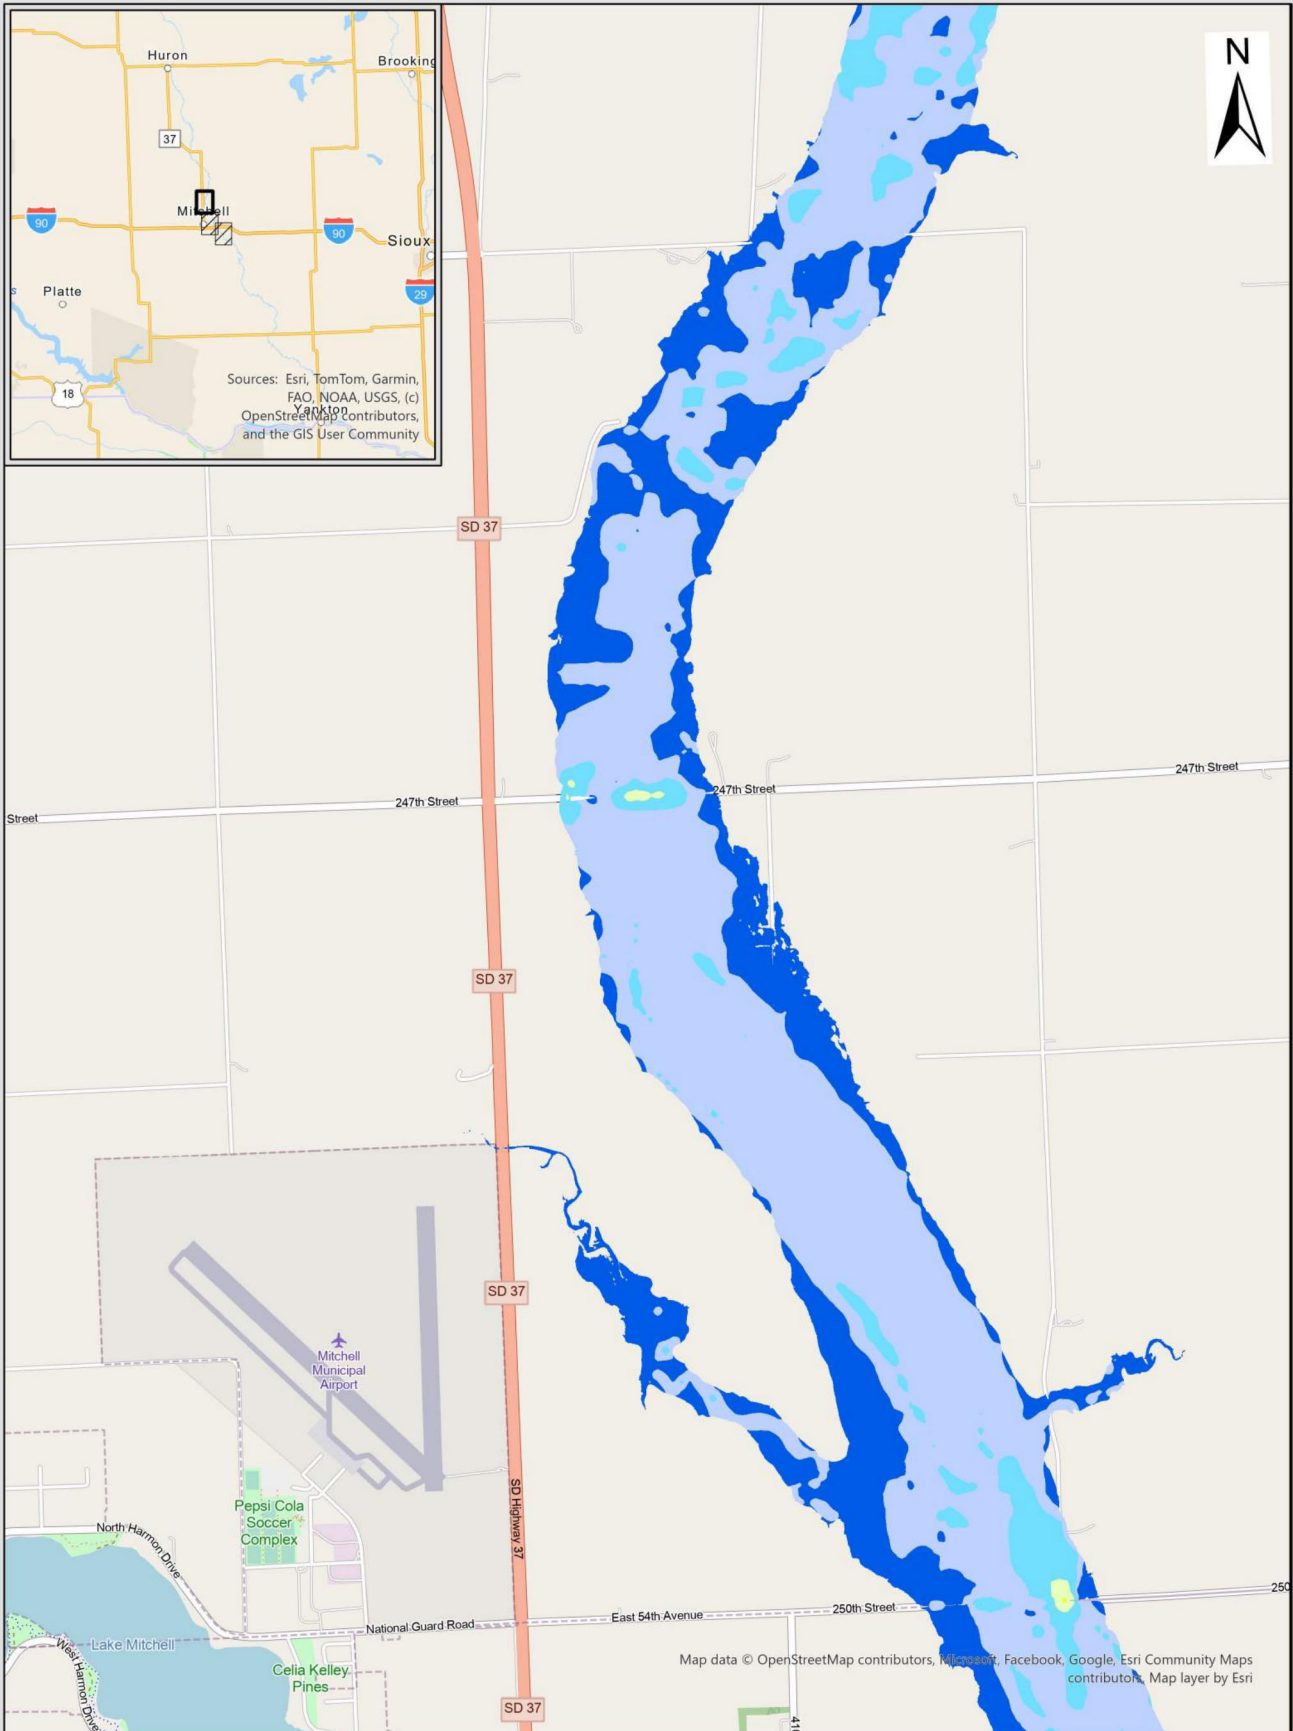 Huron
Brooking
37
Mitchell
90
90
90
Sioux
29
Platte
18
Yankton
Sources: Esri, TomTom, Garmin,
FAO, NOAA, USGS, (c)
OpenStreetMap contributors,
and the GIS User Community
N
SD 37
247th Street
247th Street
247th Street
Street
SD 37
SD 37
Mitchell
Municipal
Airport
SD Highway 37
Pepsi Cola
Soccer
Complex
North Harmon Drive
250
250th Street
East 54th Avenue
National Guard Road
Lake Mitchell
West Harmon Drive
Celia Kelley
Pines
Map data © OpenStreetMap contributors, Microsoft, Facebook, Google, Esri Community Maps
contributors, Map layer by Esri
SD 37